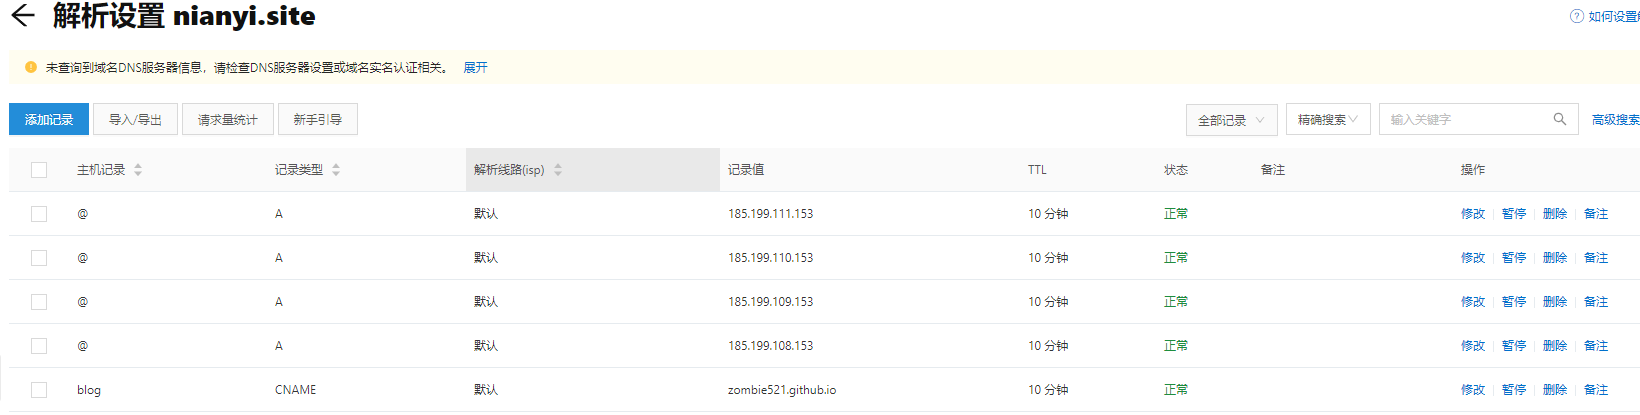 解析设置 nianyi.site
如何设置
未查询到域名DNS服务器信息，请检查DNS服务器设置或域名实名认证相关。 展开
添加记录 导入/导出 请求量统计 新手引导 全部记录 精确搜索 输入关键字 高级搜索
主机记录 记录类型 解析线路(isp) 记录值 TTL 状态 备注 操作
@ A 默认 185.199.111.153 10 分钟 正常 修改 暂停 删除 备注
@ A 默认 185.199.110.153 10 分钟 正常 修改 暂停 删除 备注
@ A 默认 185.199.109.153 10 分钟 正常 修改 暂停 删除 备注
@ A 默认 185.199.108.153 10 分钟 正常 修改 暂停 删除 备注
blog CNAME 默认 zombie521.github.io 10 分钟 正常 修改 暂停 删除 备注